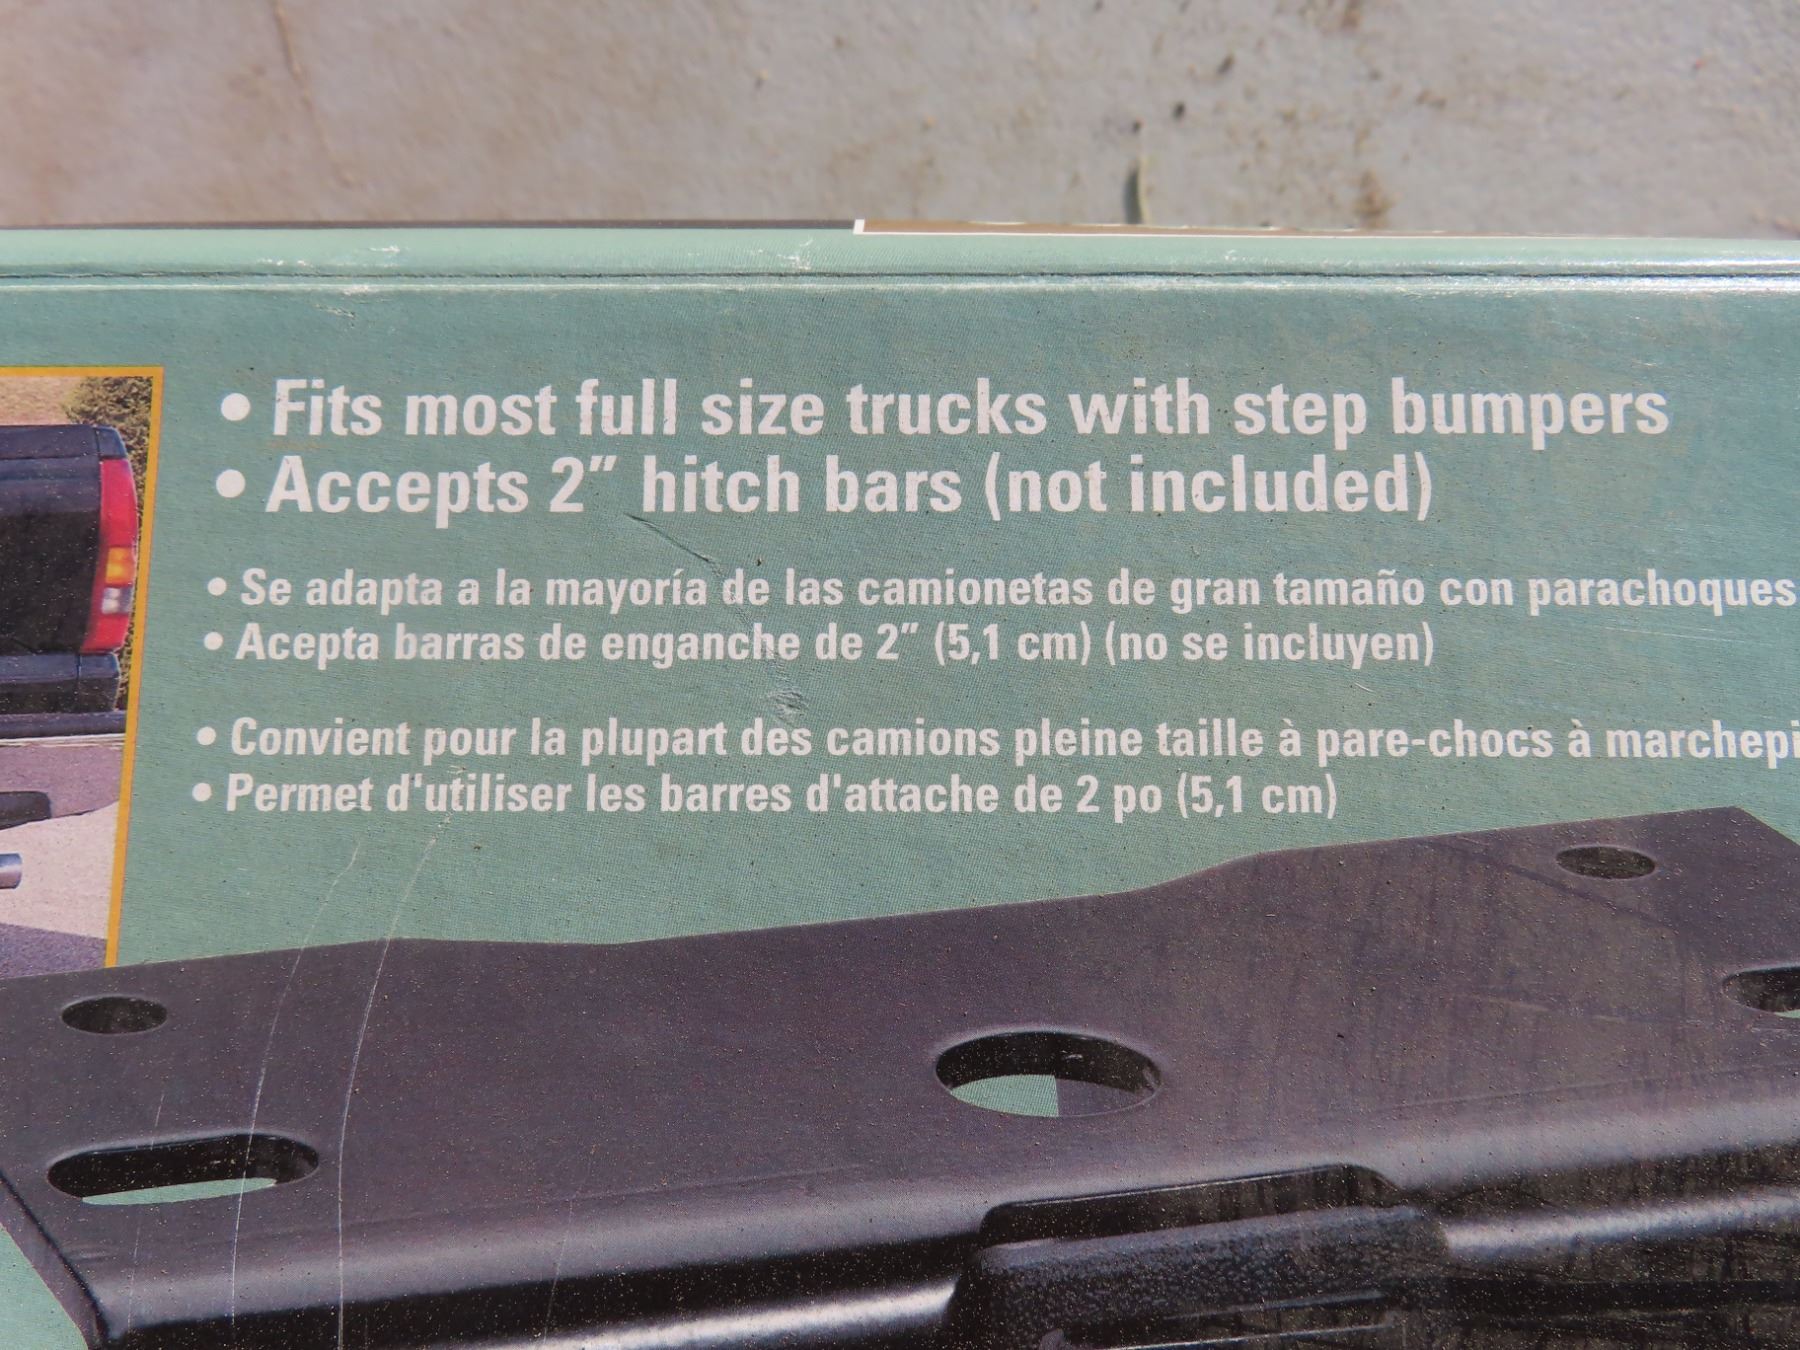 • Fits most full size trucks with step bumpers
• Accepts 2″ hitch bars (not included)
• Se adapta a la mayoría de las camionetas de gran tamaño con parachoques
• Acepta barras de enganche de 2″ (5,1 cm) (no se incluyen)
• Convient pour la plupart des camions pleine taille à pare-chocs à marchepi
• Permet d'utiliser les barres d'attache de 2 po (5,1 cm)